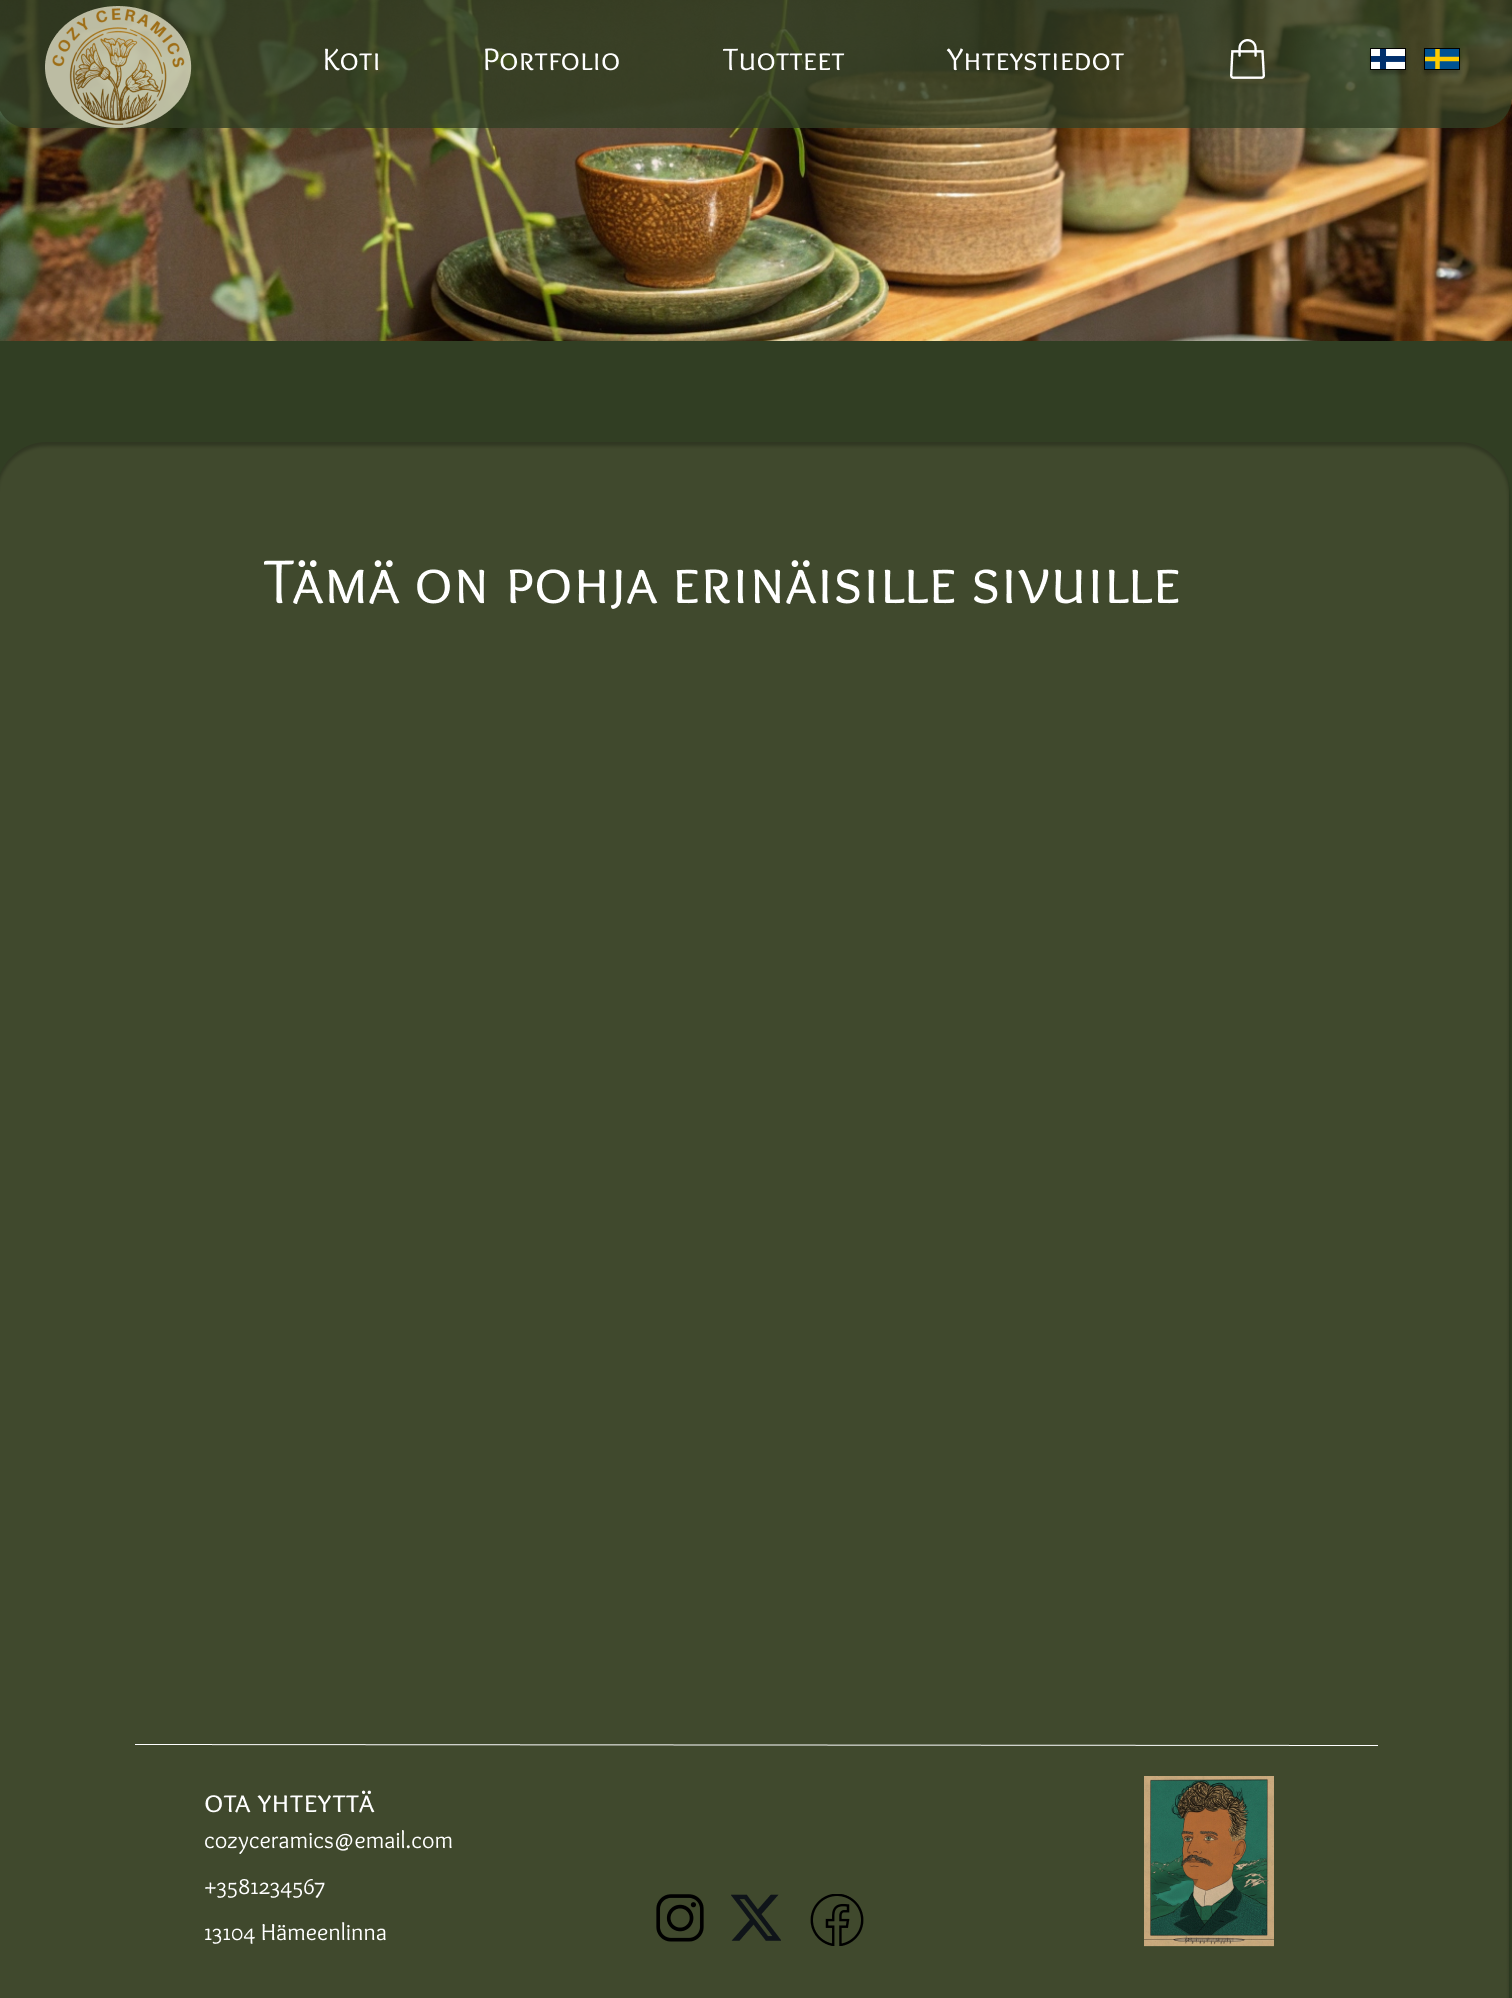 COZY CERAMICS
Koti Portfolio Tuotteet Yhteystiedot
Tämä on pohja erinäisille sivuille
ota yhteyttä
cozyceramics@email.com
+3581234567
13104 Hämeenlinna